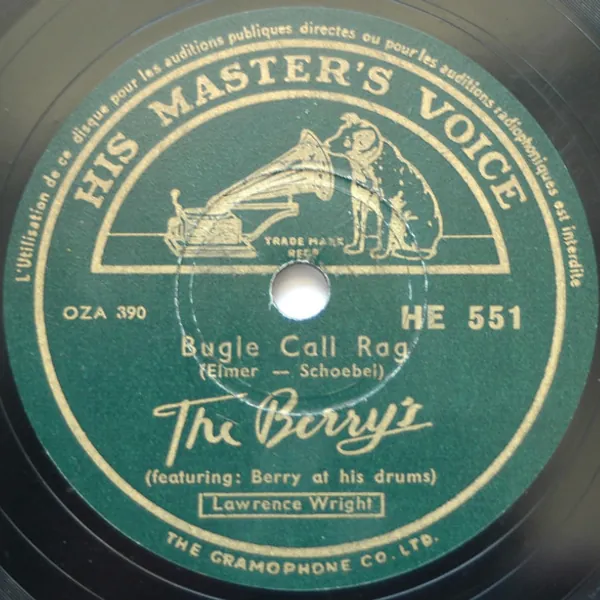 L'Utilisation de ce disque pour les auditions publiques directes ou pour les auditions radiophoniques est interdite
HIS MASTER'S VOICE
TRADE MARK
REGD
OZA 390
HE 551
Bugle Call Rag
(Elmer — Schoebel)
The Berry's
(featuring: Berry at his drums)
Lawrence Wright
THE GRAMOPHONE CO. LTD.